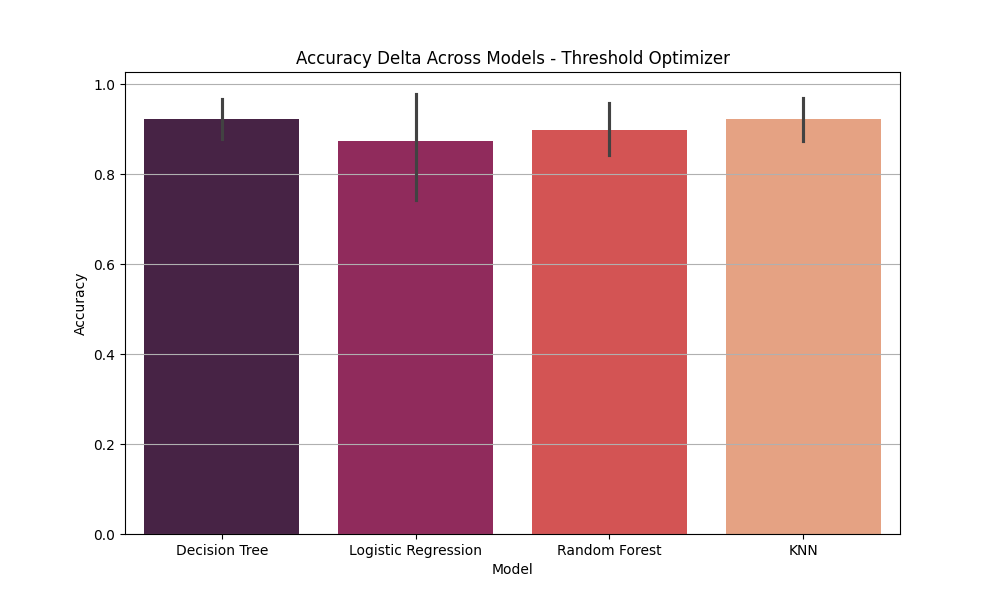 Accuracy Delta Across Models - Threshold Optimizer
1.0
0.8
0.6
0.4
0.2
0.0
Accuracy
Decision Tree
Logistic Regression
Random Forest
KNN
Model